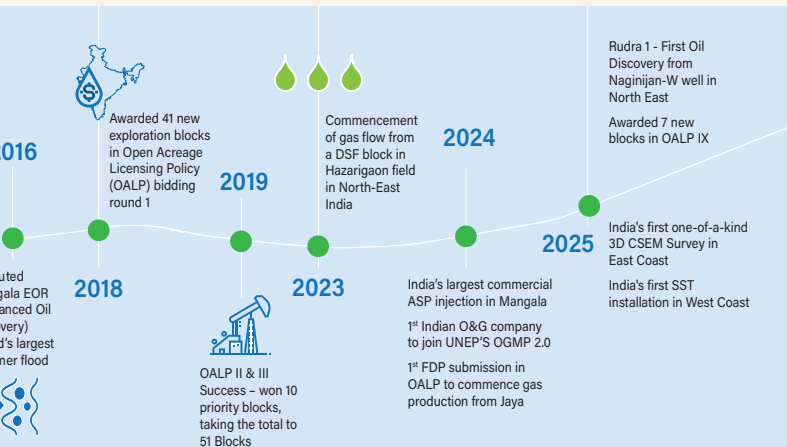 2016
uted
gala EOR
anced Oil
very)
d's largest
mer flood
Awarded 41 new
exploration blocks
in Open Acreage
Licensing Policy
(OALP) bidding
round 1
2018
2019
OALP II & III
Success – won 10
priority blocks,
taking the total to
51 Blocks
Commencement
of gas flow from
a DSF block in
Hazarigaon field
in North-East
India
2023
2024
India's largest commercial
ASP injection in Mangala
1st Indian O&G company
to join UNEP'S OGMP 2.0
1st FDP submission in
OALP to commence gas
production from Jaya
Rudra 1 - First Oil
Discovery from
Naginijan-W well in
North East
Awarded 7 new
blocks in OALP IX
2025
India's first one-of-a-kind
3D CSEM Survey in
East Coast
India's first SST
installation in West Coast